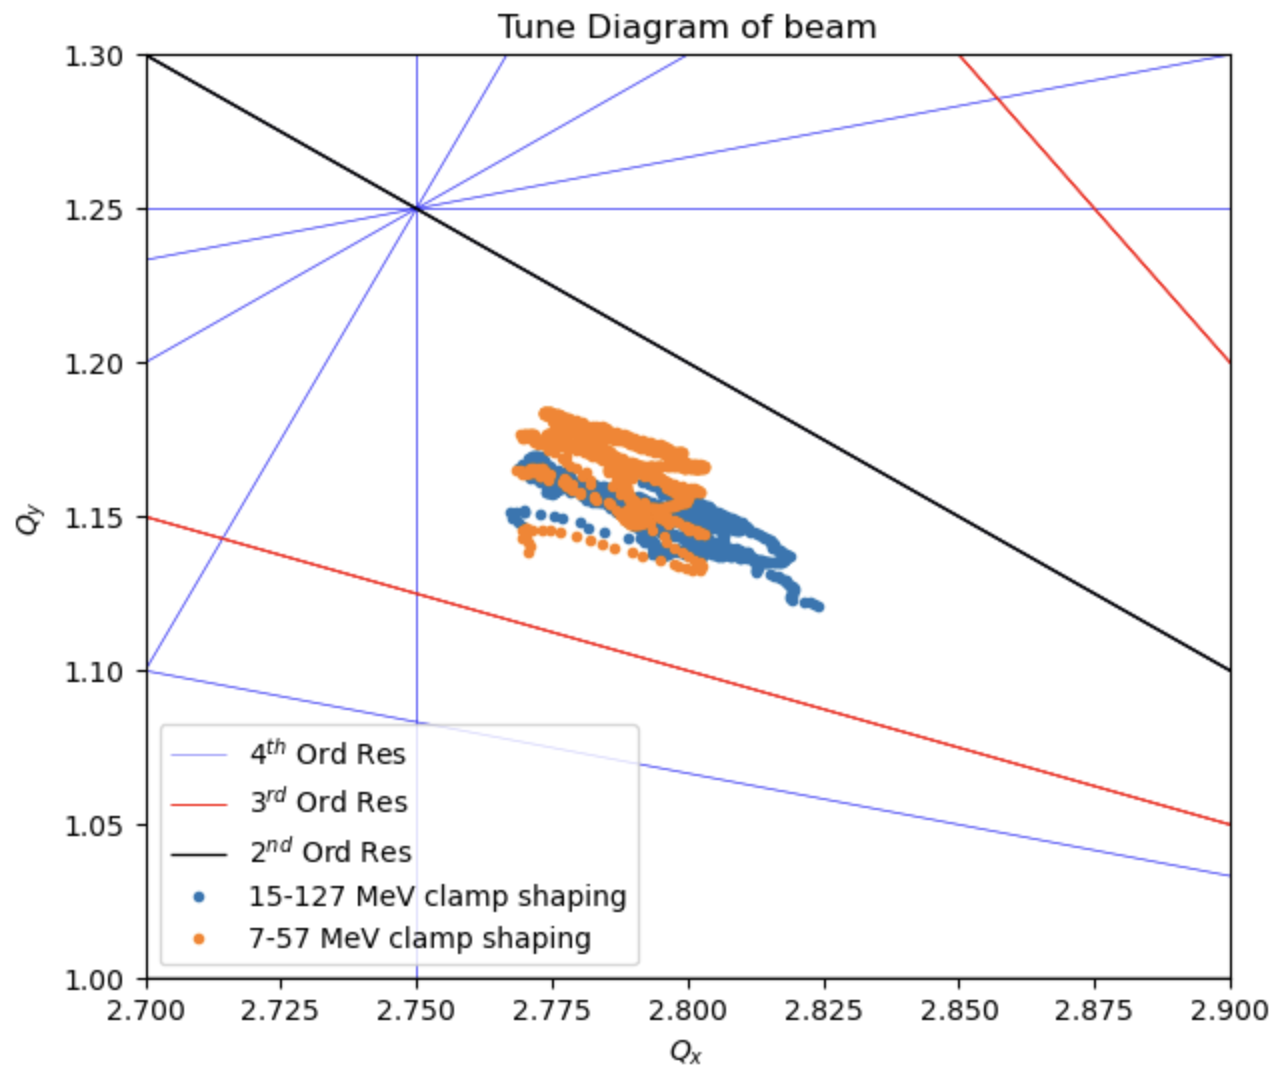 Tune Diagram of beam
1.30
1.25
1.20
1.15
1.10
1.05
1.00
Q_y
4^th Ord Res
3^rd Ord Res
2^nd Ord Res
15-127 MeV clamp shaping
7-57 MeV clamp shaping
2.700 2.725 2.750 2.775 2.800 2.825 2.850 2.875 2.900
Q_x